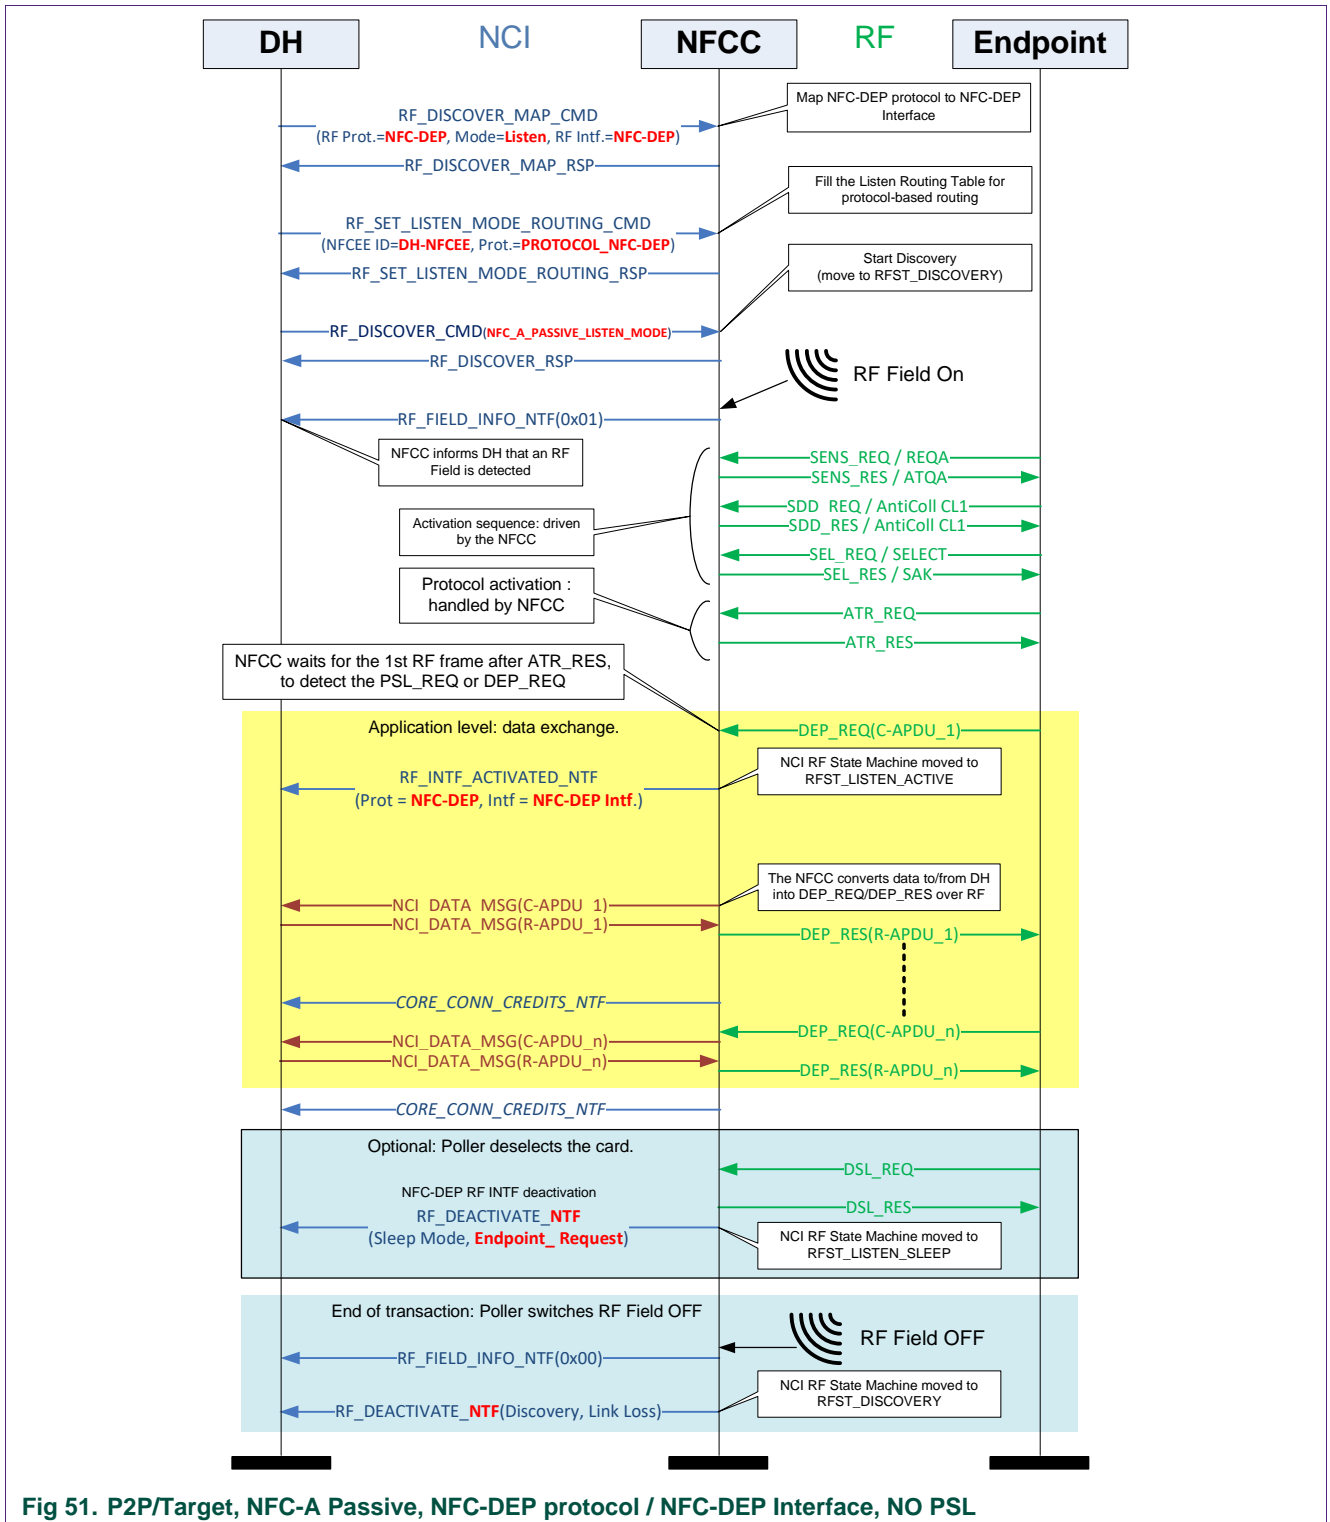 DH
NCI
NFCC
RF
Endpoint
Map NFC-DEP protocol to NFC-DEP
Interface
RF_DISCOVER_MAP_CMD
(RF Prot.=NFC-DEP, Mode=Listen, RF Intf.=NFC-DEP)
RF_DISCOVER_MAP_RSP
Fill the Listen Routing Table for
protocol-based routing
RF_SET_LISTEN_MODE_ROUTING_CMD
(NFCEE ID=DH-NFCEE, Prot.=PROTOCOL_NFC-DEP)
RF_SET_LISTEN_MODE_ROUTING_RSP
Start Discovery
(move to RFST_DISCOVERY)
RF_DISCOVER_CMD(NFC_A_PASSIVE_LISTEN_MODE)
RF_DISCOVER_RSP
RF Field On
RF_FIELD_INFO_NTF(0x01)
NFCC informs DH that an RF
Field is detected
SENS_REQ / REQA
SENS_RES / ATQA
SDD_REQ / AntiColl CL1
SDD_RES / AntiColl CL1
Activation sequence: driven
by the NFCC
SEL_REQ / SELECT
SEL_RES / SAK
Protocol activation :
handled by NFCC
ATR_REQ
ATR_RES
NFCC waits for the 1st RF frame after ATR_RES,
to detect the PSL_REQ or DEP_REQ
Application level: data exchange.
DEP_REQ(C-APDU_1)
NCI RF State Machine moved to
RFST_LISTEN_ACTIVE
RF_INTF_ACTIVATED_NTF
(Prot = NFC-DEP, Intf = NFC-DEP Intf.)
The NFCC converts data to/from DH
into DEP_REQ/DEP_RES over RF
NCI_DATA_MSG(C-APDU_1)
NCI_DATA_MSG(R-APDU_1)
DEP_RES(R-APDU_1)
CORE_CONN_CREDITS_NTF
DEP_REQ(C-APDU_n)
NCI_DATA_MSG(C-APDU_n)
NCI_DATA_MSG(R-APDU_n)
DEP_RES(R-APDU_n)
CORE_CONN_CREDITS_NTF
Optional: Poller deselects the card.
DSL_REQ
NFC-DEP RF INTF deactivation
DSL_RES
RF_DEACTIVATE_NTF
(Sleep Mode, Endpoint_ Request)
NCI RF State Machine moved to
RFST_LISTEN_SLEEP
End of transaction: Poller switches RF Field OFF
RF Field OFF
RF_FIELD_INFO_NTF(0x00)
NCI RF State Machine moved to
RFST_DISCOVERY
RF_DEACTIVATE_NTF(Discovery, Link Loss)
Fig 51. P2P/Target, NFC-A Passive, NFC-DEP protocol / NFC-DEP Interface, NO PSL